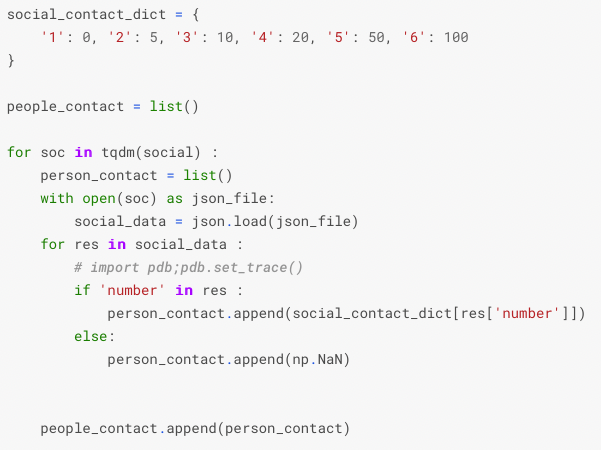 social_contact_dict = {
    '1': 0, '2': 5, '3': 10, '4': 20, '5': 50, '6': 100
}

people_contact = list()

for soc in tqdm(social) :
    person_contact = list()
    with open(soc) as json_file:
        social_data = json.load(json_file)
    for res in social_data :
        # import pdb;pdb.set_trace()
        if 'number' in res :
            person_contact.append(social_contact_dict[res['number']])
        else:
            person_contact.append(np.NaN)


    people_contact.append(person_contact)